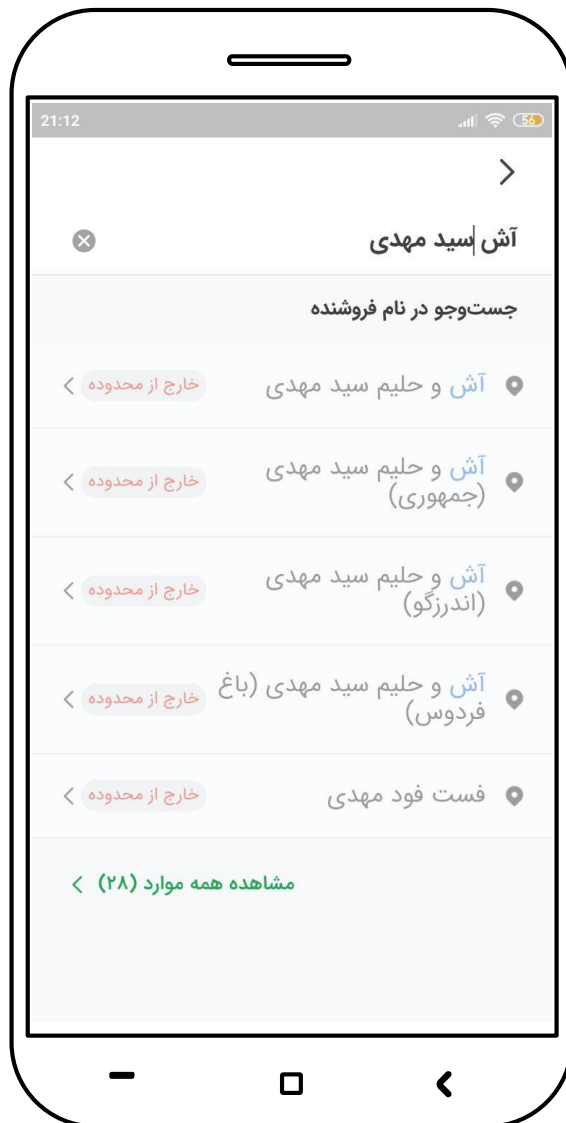 21:12
56
آش سید مهدی
جست‌وجو در نام فروشنده
آش و حلیم سید مهدی
خارج از محدوده
آش و حلیم سید مهدی
(جمهوری)
خارج از محدوده
آش و حلیم سید مهدی
(اندرزگو)
خارج از محدوده
آش و حلیم سید مهدی (باغ
فردوس)
خارج از محدوده
فست فود مهدی
خارج از محدوده
مشاهده همه موارد (۲۸)